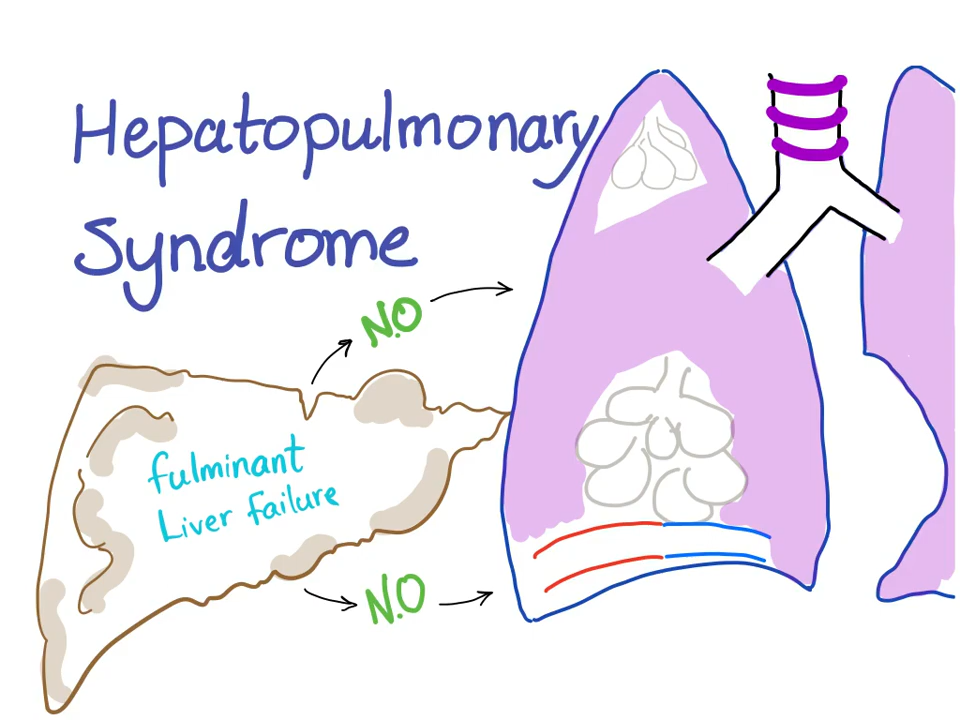 Hepatopulmonary
Syndrome
N.O
fulminant
Liver failure
N.O